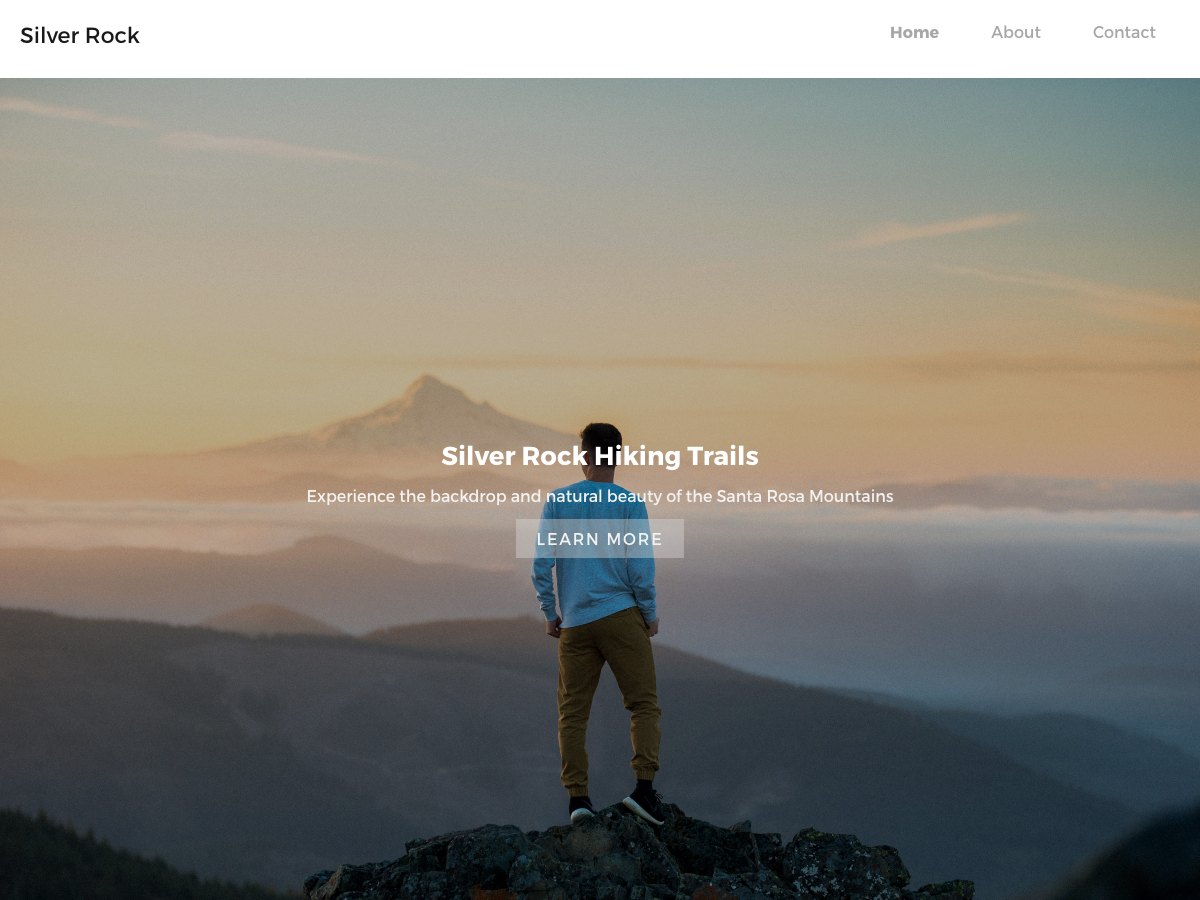 Silver Rock
Home About Contact
Silver Rock Hiking Trails
Experience the backdrop and natural beauty of the Santa Rosa Mountains
LEARN MORE